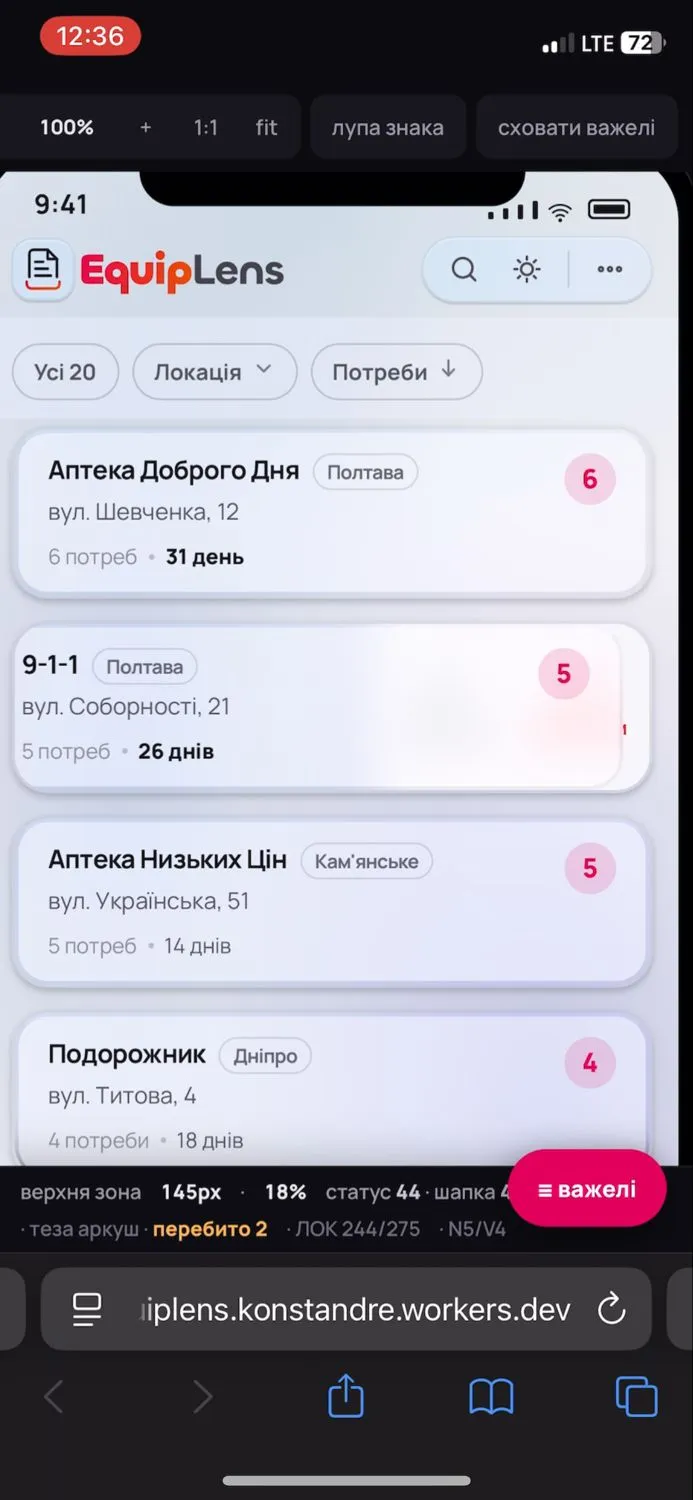 12:36 LTE 72
100% + 1:1 fit лупа знака сховати важелі
9:41
EquipLens
Усі 20 Локація Потреби
Аптека Доброго Дня Полтава 6
вул. Шевченка, 12
6 потреб • 31 день
9-1-1 Полтава 5
вул. Соборності, 21
5 потреб • 26 днів
Аптека Низьких Цін Кам'янське 5
вул. Українська, 51
5 потреб • 14 днів
Подорожник Дніпро 4
вул. Титова, 4
4 потреби • 18 днів
верхня зона 145px · 18% статус 44 · шапка
≡ важелі
· теза аркуш · перебито 2 · ЛОК 244/275 · N5/V4
iplens.konstandre.workers.dev